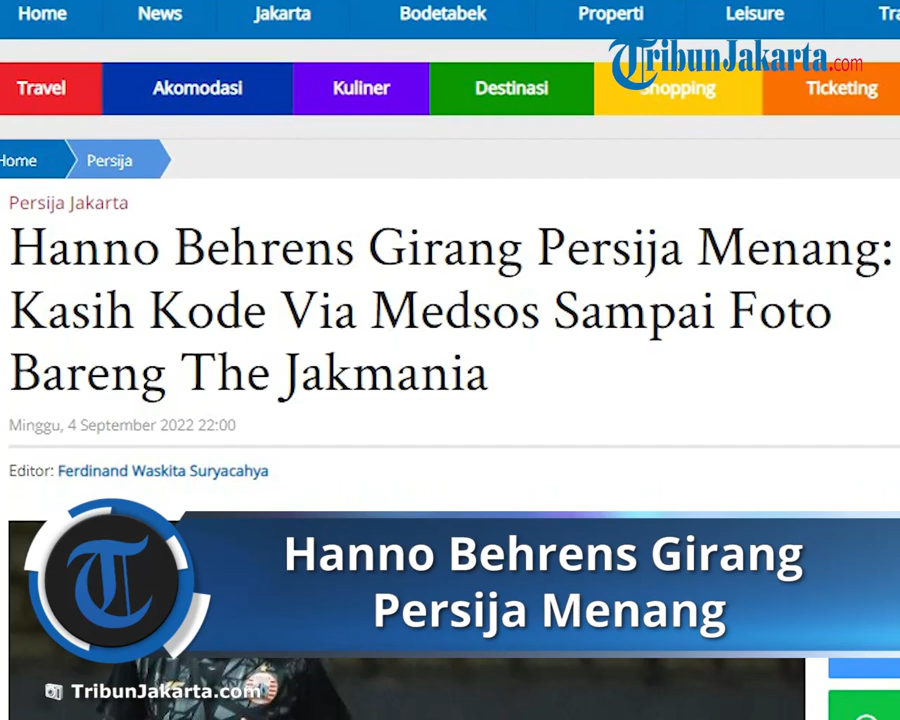 Home News Jakarta Bodetabek Properti Leisure
TribunJakarta.com
Travel Akomodasi Kuliner Destinasi Shopping Ticketing
Home Persija
Persija Jakarta
Hanno Behrens Girang Persija Menang:
Kasih Kode Via Medsos Sampai Foto
Bareng The Jakmania
Minggu, 4 September 2022 22:00
Editor: Ferdinand Waskita Suryacahya
Hanno Behrens Girang
Persija Menang
TribunJakarta.com